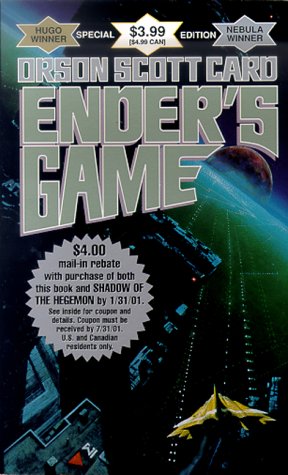 HUGO
WINNER
SPECIAL
$3.99
[$4.99 CAN]
EDITION
NEBULA
WINNER
ORSON SCOTT CARD
ENDER'S
GAME
$4.00
mail-in rebate
with purchase of both
this book and SHADOW OF
THE HEGEMON by 1/31/01.
See inside for coupon and
details. Coupon must be
received by 7/31/01.
U.S. and Canadian
residents only.